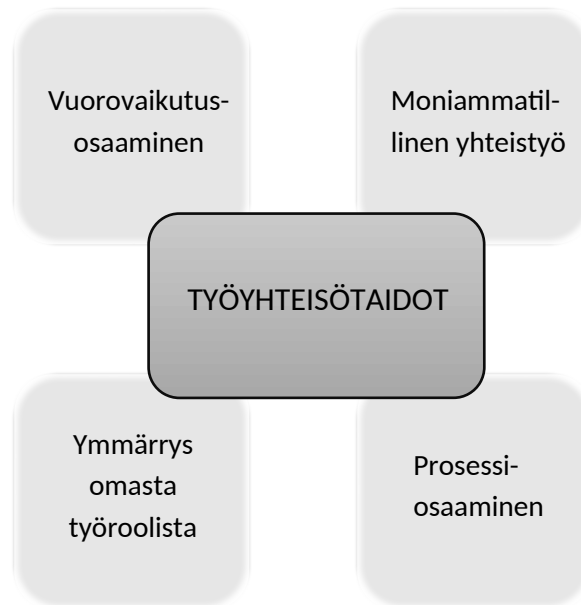 Vuorovaikutus-
osaaminen
Moniammatil-
linen yhteistyö
TYÖYHTEISÖTAIDOT
Ymmärrys
omasta
työroolista
Prosessi-
osaaminen